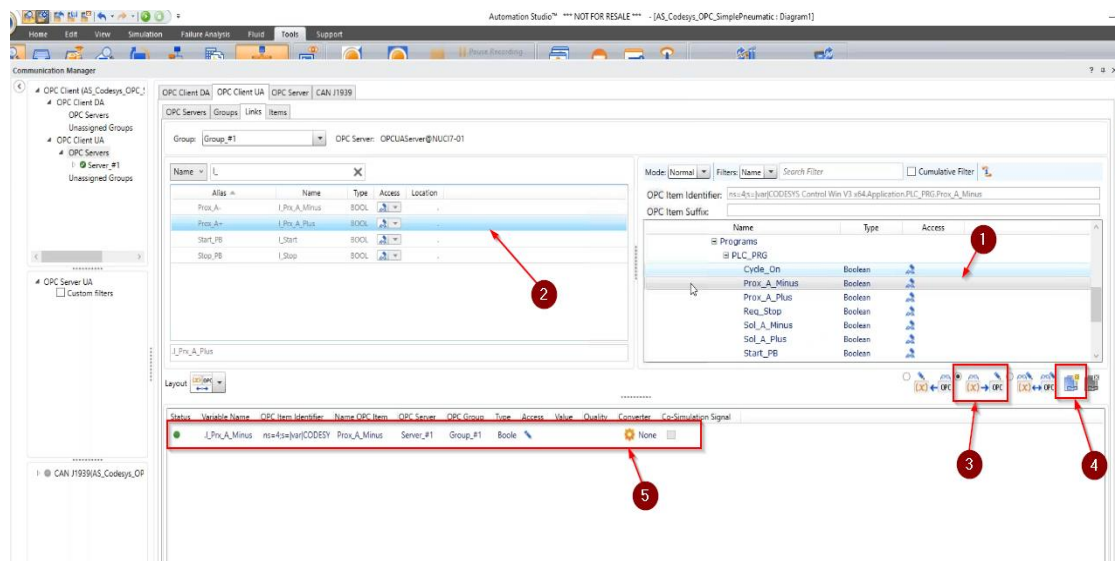 Automation Studio™ *** NOT FOR RESALE *** - [AS_Codesys_OPC_SimplePneumatic : Diagram1]
Home Edit View Simulation Failure Analysis Fluid Tools Support
Pause Recording
Communication Manager
OPC Client (AS_Codesys_OPC_S
OPC Client DA
OPC Servers
Unassigned Groups
OPC Client UA
OPC Servers
Server_#1
Unassigned Groups
OPC Server UA
Custom filters
CAN J1939(AS_Codesys_OP
OPC Client DA OPC Client UA OPC Server CAN J1939
OPC Servers Groups Links Items
Group: Group_#1 OPC Server: OPCUAServer@NUCI7-01
Name I_
Alias Name Type Access Location
Prox_A- I_Prx_A_Minus BOOL
Prox_A+ I_Prx_A_Plus BOOL
Start_PB I_Start BOOL
Stop_PB I_Stop BOOL
2
.I_Prx_A_Plus
Mode: Normal Filters: Name Search Filter Cumulative Filter
OPC Item Identifier: ns=4;s=|var|CODESYS Control Win V3 x64.Application.PLC_PRG.Prox_A_Minus
OPC Item Suffix:
Name Type Access
1
Programs
PLC_PRG
Cycle_On Boolean
Prox_A_Minus Boolean
Prox_A_Plus Boolean
Req_Stop Boolean
Sol_A_Minus Boolean
Sol_A_Plus Boolean
Start_PB Boolean
Layout
(X) ← OPC (X) → OPC (X) ↔ OPC
3
4
Status Variable Name OPC Item Identifier Name OPC Item OPC Server OPC Group Type Access Value Quality Converter Co-Simulation Signal
.I_Prx_A_Minus ns=4;s=|var|CODESY Prox_A_Minus Server_#1 Group_#1 Boole None
5